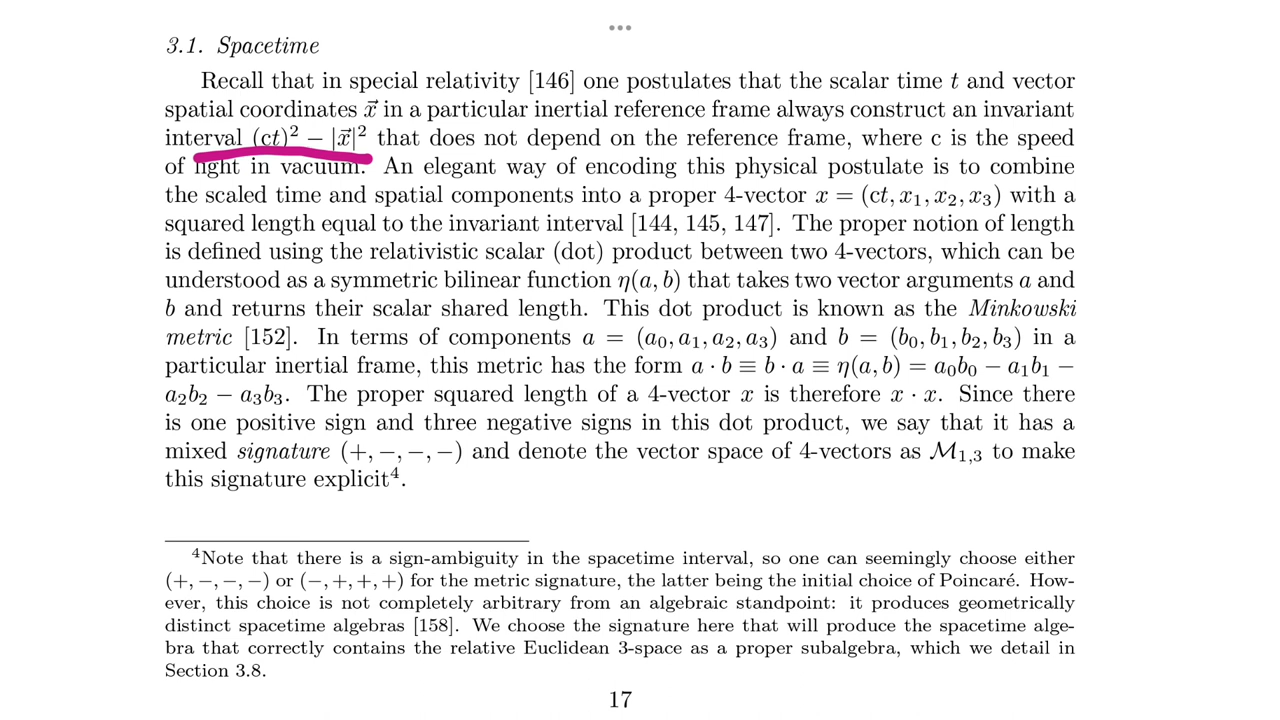 3.1. Spacetime
Recall that in special relativity [146] one postulates that the scalar time t and vector
spatial coordinates x⃗ in a particular inertial reference frame always construct an invariant
interval (ct)² − |x⃗|² that does not depend on the reference frame, where c is the speed
of light in vacuum. An elegant way of encoding this physical postulate is to combine
the scaled time and spatial components into a proper 4-vector x = (ct, x₁, x₂, x₃) with a
squared length equal to the invariant interval [144, 145, 147]. The proper notion of length
is defined using the relativistic scalar (dot) product between two 4-vectors, which can be
understood as a symmetric bilinear function η(a, b) that takes two vector arguments a and
b and returns their scalar shared length. This dot product is known as the Minkowski
metric [152]. In terms of components a = (a₀, a₁, a₂, a₃) and b = (b₀, b₁, b₂, b₃) in a
particular inertial frame, this metric has the form a · b ≡ b · a ≡ η(a, b) = a₀b₀ − a₁b₁ −
a₂b₂ − a₃b₃. The proper squared length of a 4-vector x is therefore x · x. Since there
is one positive sign and three negative signs in this dot product, we say that it has a
mixed signature (+, −, −, −) and denote the vector space of 4-vectors as ℳ₁,₃ to make
this signature explicit⁴.
⁴Note that there is a sign-ambiguity in the spacetime interval, so one can seemingly choose either
(+, −, −, −) or (−, +, +, +) for the metric signature, the latter being the initial choice of Poincaré. How-
ever, this choice is not completely arbitrary from an algebraic standpoint: it produces geometrically
distinct spacetime algebras [158]. We choose the signature here that will produce the spacetime alge-
bra that correctly contains the relative Euclidean 3-space as a proper subalgebra, which we detail in
Section 3.8.
17